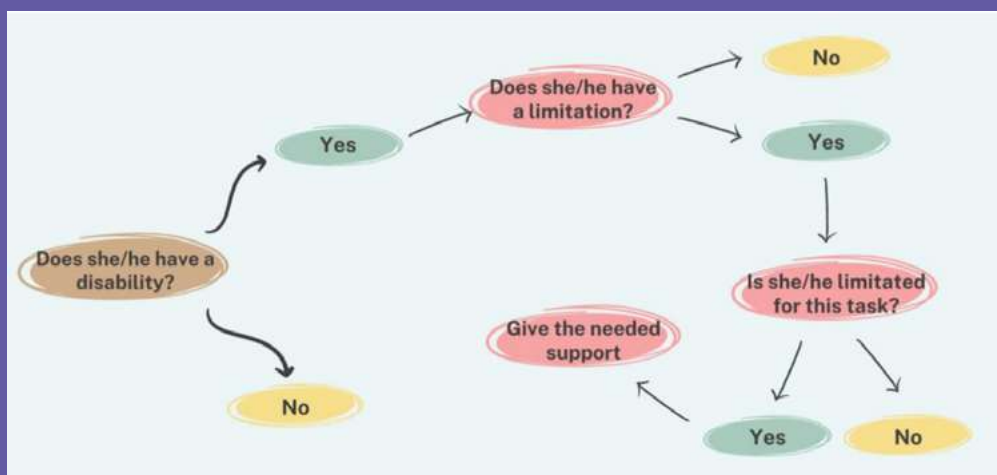 Does she/he have a
disability?
Yes
No
Does she/he have
a limitation?
No
Yes
Is she/he limitated
for this task?
Yes
No
Give the needed
support